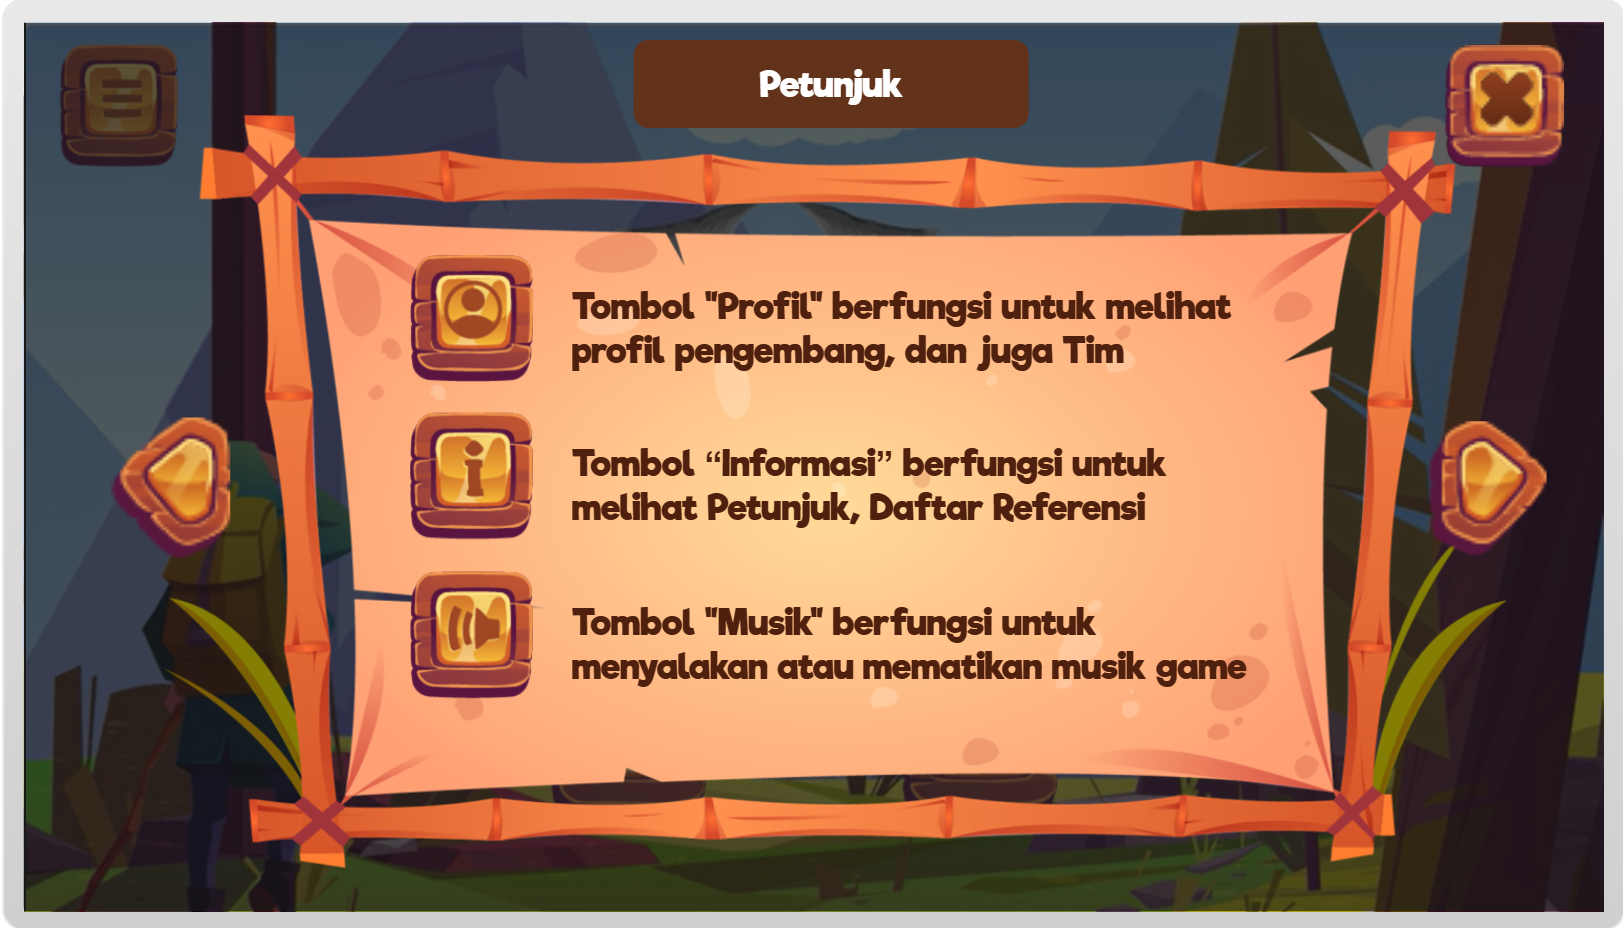 Petunjuk
Tombol "Profil" berfungsi untuk melihat
profil pengembang, dan juga Tim
Tombol “Informasi” berfungsi untuk
melihat Petunjuk, Daftar Referensi
Tombol "Musik" berfungsi untuk
menyalakan atau mematikan musik game